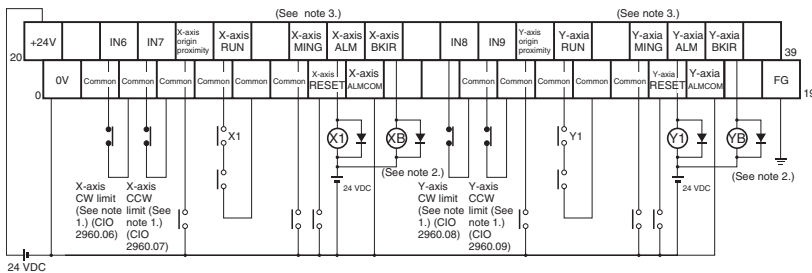 (See note 3.) (See note 3.)
+24V IN6 IN7 X-axis origin proximity X-axis RUN X-axis MING X-axis ALM X-axis BKIR IN8 IN9 Y-axis origin proximity Y-axia RUN Y-axia MING Y-axia ALM Y-axia BKIR
20 39
0V Common Common Common Common Common Common X-axis RESET X-axis ALMCOM Common Common Common Common Common Common Y-axia RESET Y-axia ALMCOM FG
0 19
X1 X1 XB Y1 Y1 YB
(See note 2.) (See note 2.)
24 VDC 24 VDC
X-axis
CW limit
(See note
1.) (CIO
2960.06)
X-axis
CCW
limit (See
note 1.)
(CIO
2960.07)
Y-axis
CW limit
(See note
1.) (CIO
2960.08)
Y-axis
CCW
limit (See
note 1.)
(CIO
2960.09)
24 VDC